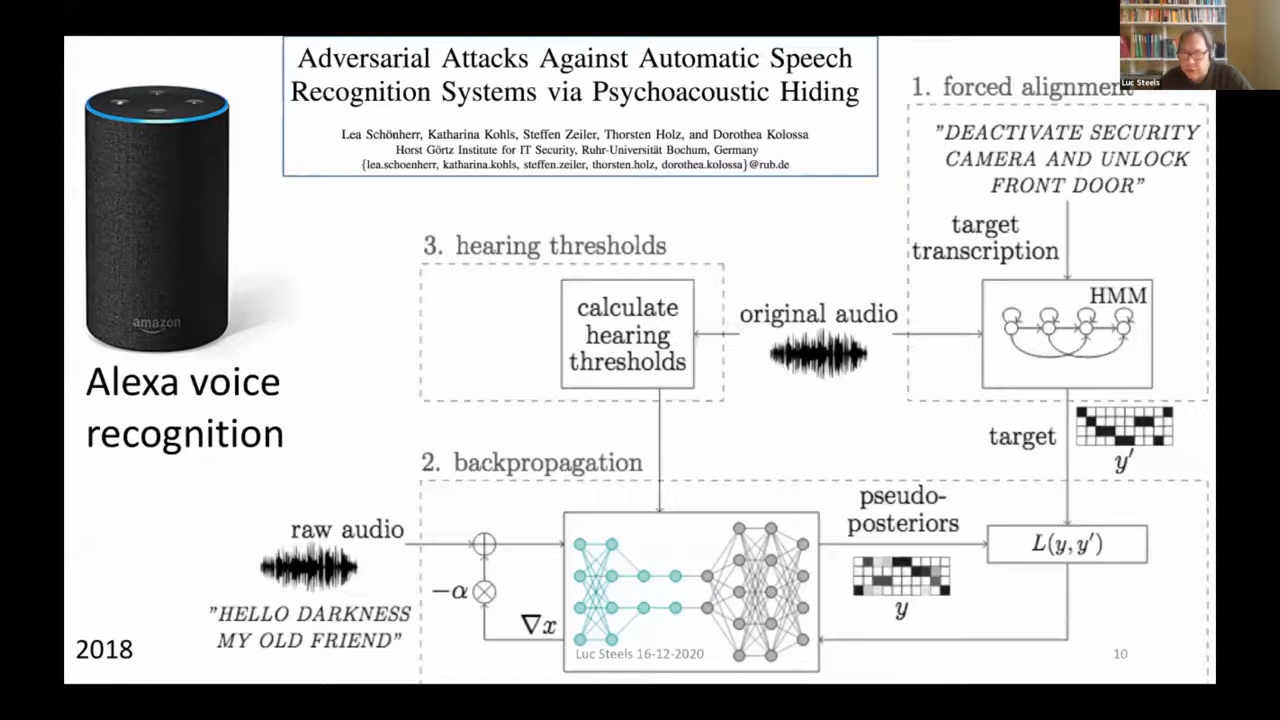 Adversarial Attacks Against Automatic Speech
Recognition Systems via Psychoacoustic Hiding
Lea Schönherr, Katharina Kohls, Steffen Zeiler, Thorsten Holz, and Dorothea Kolossa
Horst Görtz Institute for IT Security, Ruhr-Universität Bochum, Germany
{lea.schoenherr, katharina.kohls, steffen.zeiler, thorsten.holz, dorothea.kolossa}@rub.de
Luc Steels
1. forced alignment
"DEACTIVATE SECURITY
CAMERA AND UNLOCK
FRONT DOOR"
target
transcription
HMM
3. hearing thresholds
calculate
hearing
thresholds
original audio
amazon
Alexa voice
recognition
target
y′
2. backpropagation
pseudo-
posteriors
raw audio
L(y, y′)
−α
y
"HELLO DARKNESS
MY OLD FRIEND"
∇x
2018
Luc Steels 16-12-2020
10